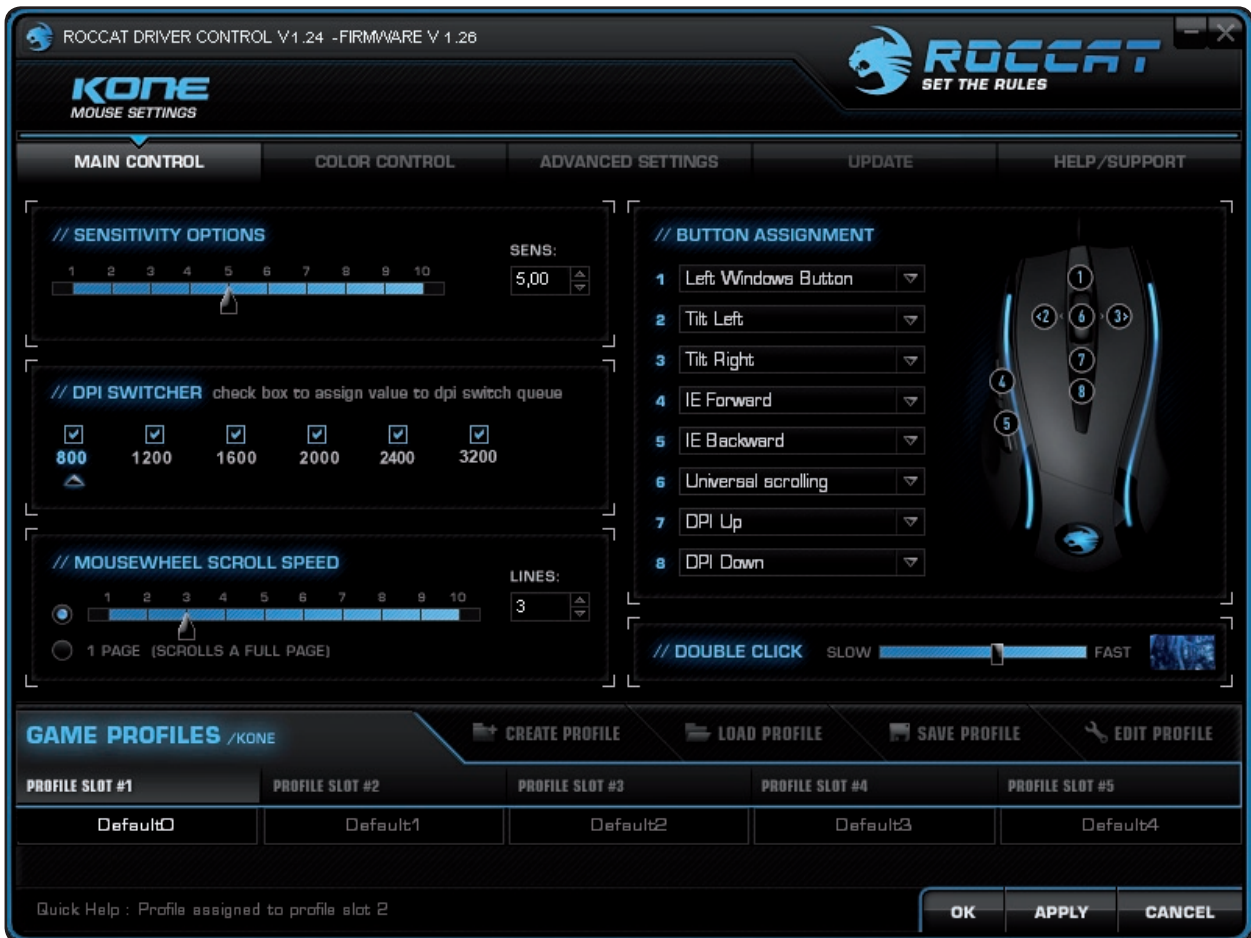 ROCCAT DRIVER CONTROL V1.24 -FIRMWARE V 1.26
ROCCAT
SET THE RULES
KONE
MOUSE SETTINGS
MAIN CONTROL COLOR CONTROL ADVANCED SETTINGS UPDATE HELP/SUPPORT
// SENSITIVITY OPTIONS
SENS:
1 2 3 4 5 6 7 8 9 10
5,00
// DPI SWITCHER check box to assign value to dpi switch queue
800 1200 1600 2000 2400 3200
// MOUSEWHEEL SCROLL SPEED
LINES:
1 2 3 4 5 6 7 8 9 10
3
1 PAGE (SCROLLS A FULL PAGE)
// BUTTON ASSIGNMENT
1 Left Windows Button
2 Tilt Left
3 Tilt Right
4 IE Forward
5 IE Backward
6 Universal scrolling
7 DPI Up
8 DPI Down
1
<2 6 3>
7
4 8
5
// DOUBLE CLICK SLOW FAST
GAME PROFILES /KONE
CREATE PROFILE LOAD PROFILE SAVE PROFILE EDIT PROFILE
PROFILE SLOT #1 PROFILE SLOT #2 PROFILE SLOT #3 PROFILE SLOT #4 PROFILE SLOT #5
Default0 Default1 Default2 Default3 Default4
Quick Help : Profile assigned to profile slot 2
OK APPLY CANCEL